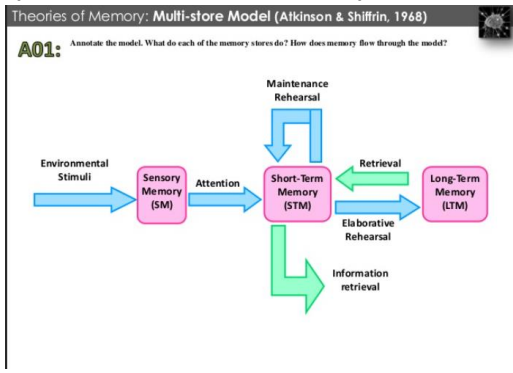 Theories of Memory: Multi-store Model (Atkinson & Shiffrin, 1968)
A01:
Annotate the model. What do each of the memory stores do? How does memory flow through the model?
Maintenance
Rehearsal
Environmental
Stimuli
Sensory
Memory
(SM)
Attention
Short-Term
Memory
(STM)
Retrieval
Long-Term
Memory
(LTM)
Elaborative
Rehearsal
Information
retrieval